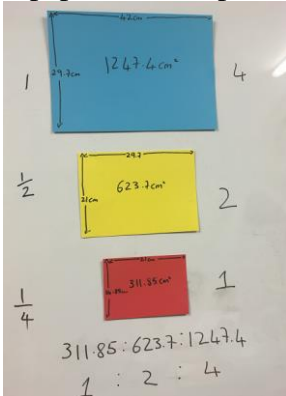 42cm
1 29.7cm 1247.4cm² 4
29.7
1/2 21cm 623.7cm² 2
21cm
1/4 311.85cm² 1
311.85 : 623.7 : 1247.4
1 : 2 : 4